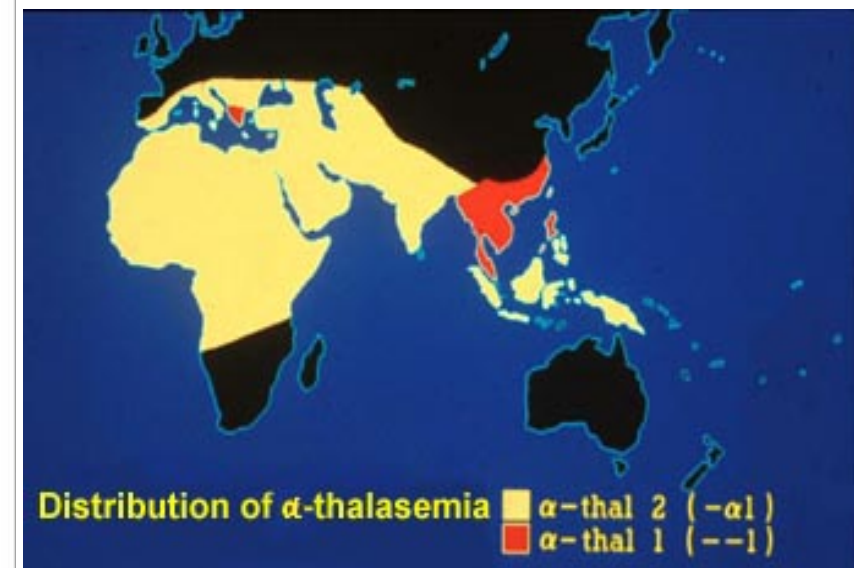 Distribution of α-thalasemia
α-thal 2 (-α1)
α-thal 1 (--1)